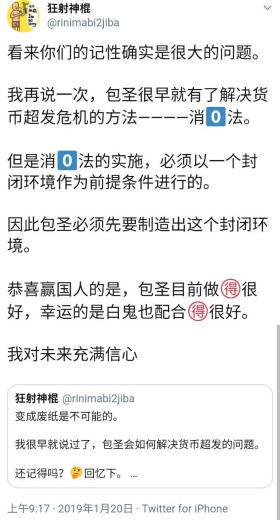 狂射神棍
@rinimabi2jiba
看来你们的记性确实是很大的问题。
我再说一次，包圣很早就有了解决货
币超发危机的方法————消0️⃣法。
但是消0️⃣法的实施，必须以一个封
闭环境作为前提条件进行的。
因此包圣必须先要制造出这个封闭环
境。
恭喜赢国人的是，包圣目前做🉐很
好，幸运的是白鬼也配合🉐很好。
我对未来充满信心
狂射神棍 @rinimabi2jiba
变成废纸是不可能的。
我很早就说过了，包圣会如何解决货币超发的问题。
还记得吗？🤔回忆下。 ...
上午9:17 · 2019年1月20日 · Twitter for iPhone